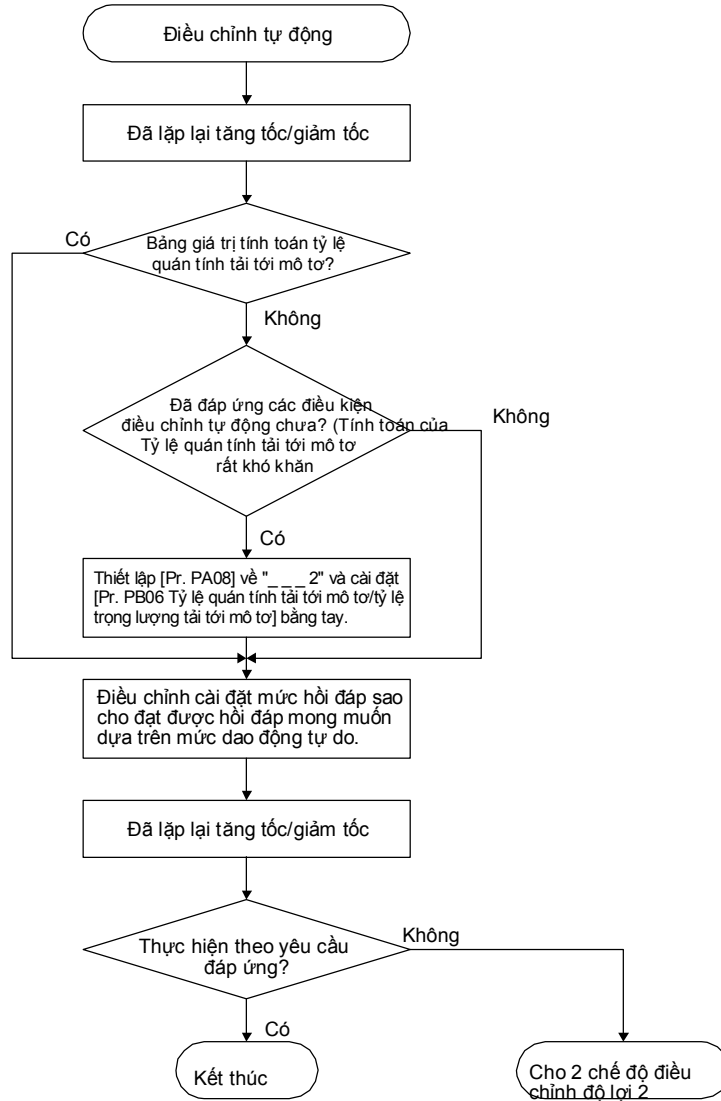 Điều chỉnh tự động
Đã lặp lại tăng tốc/giảm tốc
Có
Bảng giá trị tính toán tỷ lệ
quán tính tải tới mô tơ?
Không
Đã đáp ứng các điều kiện
điều chỉnh tự động chưa? (Tính toán của
Tỷ lệ quán tính tải tới mô tơ
rất khó khăn
Không
Có
Thiết lập [Pr. PA08] về "_ _ _ 2" và cài đặt
[Pr. PB06 Tỷ lệ quán tính tải tới mô tơ/tỷ lệ
trọng lượng tải tới mô tơ] bằng tay.
Điều chỉnh cài đặt mức hồi đáp sao
cho đạt được hồi đáp mong muốn
dựa trên mức dao động tự do.
Đã lặp lại tăng tốc/giảm tốc
Thực hiện theo yêu cầu
đáp ứng?
Không
Có
Kết thúc
Cho 2 chế độ điều
chỉnh độ lợi 2